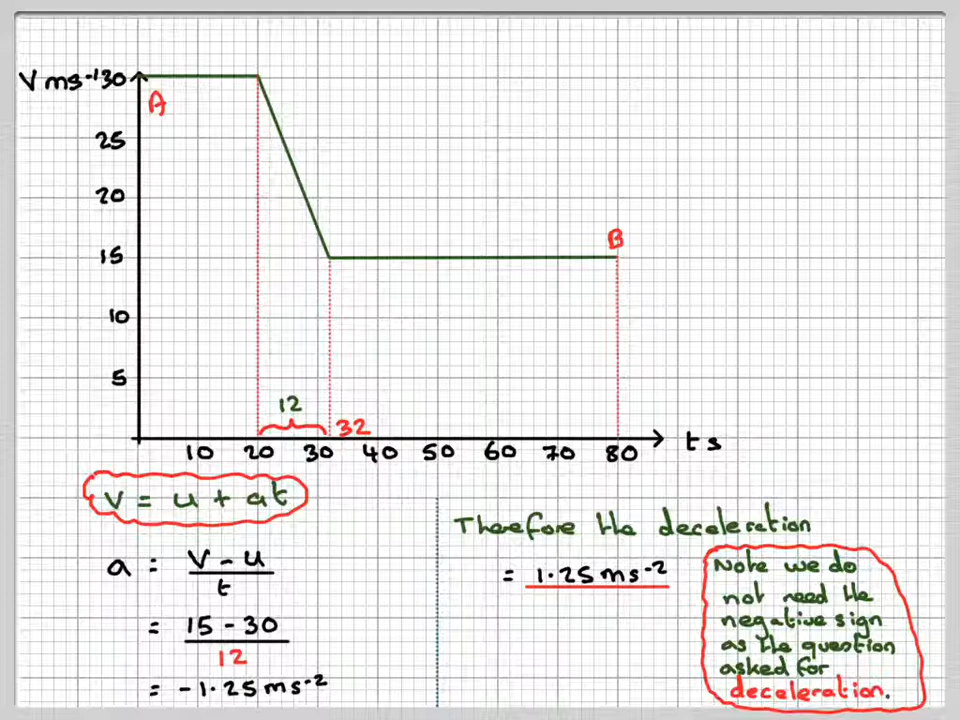 V ms⁻¹ 30
A
25
20
15
B
10
5
12
32
10 20 30 40 50 60 70 80 t s
V = u + at
a = V - u
t
= 15 - 30
12
= -1.25 ms⁻²
Therefore the deceleration
= 1.25 ms⁻²
Note we do
not need the
negative sign
as the question
asked for
deceleration.